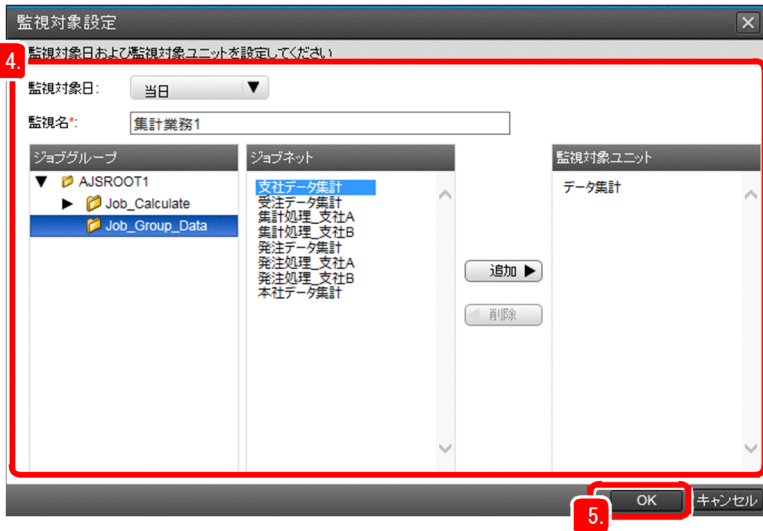 監視対象設定
監視対象日および監視対象ユニットを設定してください
4.
監視対象日:
当日
監視名*:
集計業務1
ジョブグループ
AJSROOT1
Job_Calculate
Job_Group_Data
ジョブネット
支社データ集計
受注データ集計
集計処理_支社A
集計処理_支社B
発注データ集計
発注処理_支社A
発注処理_支社B
本社データ集計
追加
削除
監視対象ユニット
データ集計
5.
OK
キャンセル